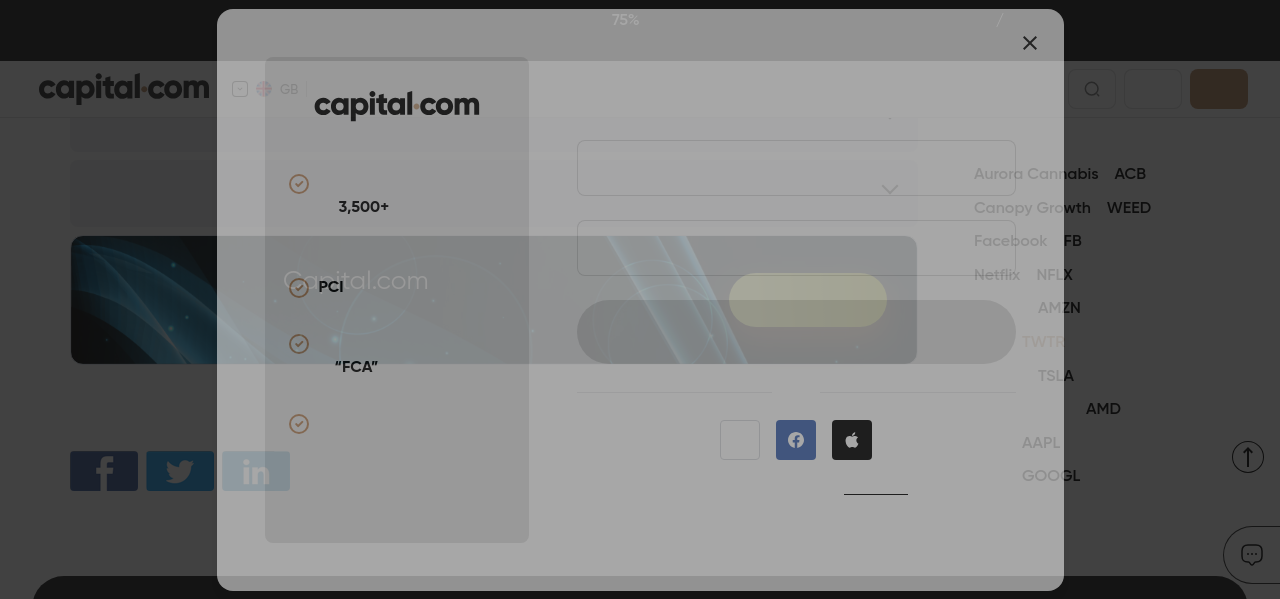 75%
/
capital.com
GB
capital.com
3,500+
Capital.com
PCI
“FCA”
Aurora Cannabis ACB
Canopy Growth WEED
Facebook FB
Netflix NFLX
AMZN
TWTR
TSLA
AMD
AAPL
GOOGL
in